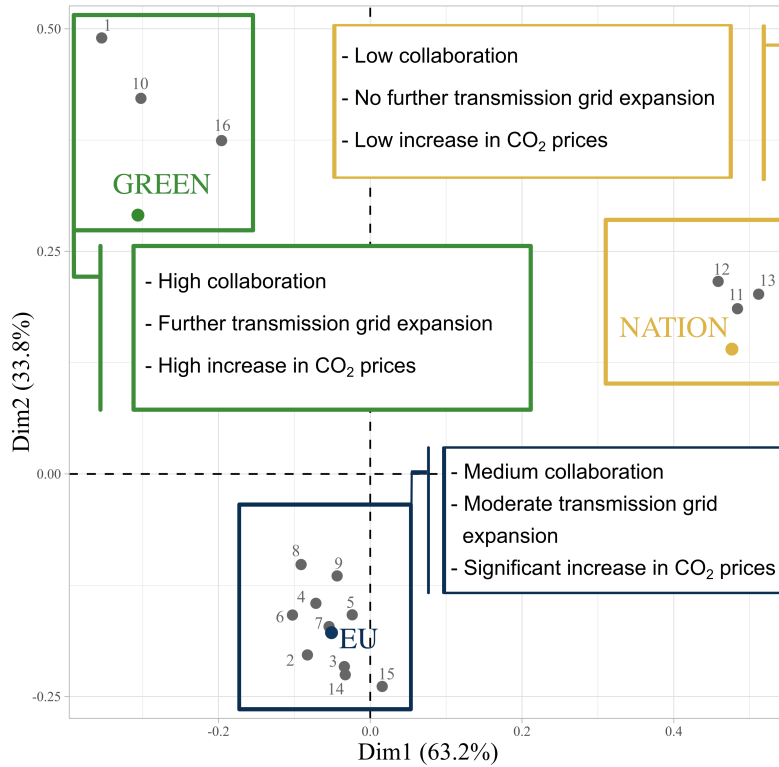 0.50
1
10
16
GREEN
- Low collaboration
- No further transmission grid expansion
- Low increase in CO₂ prices
0.25
- High collaboration
- Further transmission grid expansion
- High increase in CO₂ prices
12
13
11
NATION
Dim2 (33.8%)
0.00
- Medium collaboration
- Moderate transmission grid
expansion
- Significant increase in CO₂ prices
8
9
4
5
6
7
EU
2
3
14
15
-0.25
-0.2
0.0
0.2
0.4
Dim1 (63.2%)